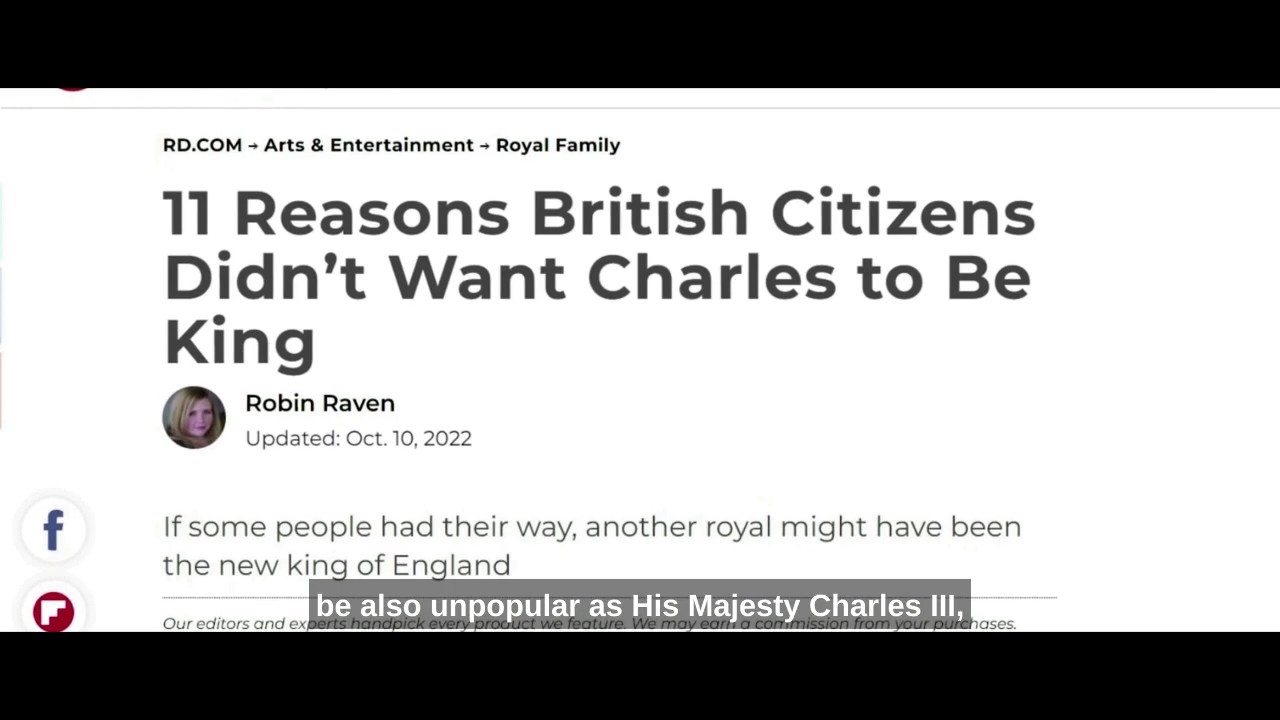 RD.COM → Arts & Entertainment → Royal Family
11 Reasons British Citizens
Didn’t Want Charles to Be
King
Robin Raven
Updated: Oct. 10, 2022
If some people had their way, another royal might have been
the new king of England
be also unpopular as His Majesty Charles III,
Our editors and experts handpick every product we feature. We may earn a commission from your purchases.